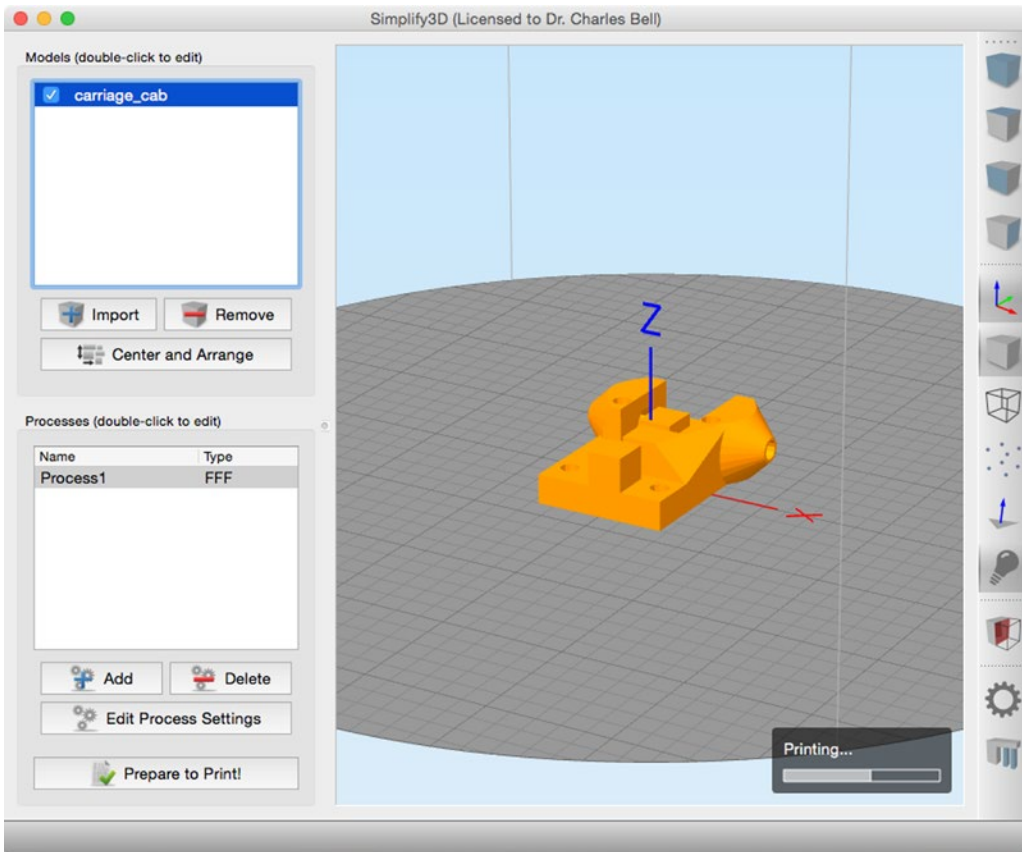 Simplify3D (Licensed to Dr. Charles Bell)
Models (double-click to edit)
carriage_cab
Import
Remove
Center and Arrange
Processes (double-click to edit)
Name Type
Process1 FFF
Add
Delete
Edit Process Settings
Prepare to Print!
Z
X
Printing...